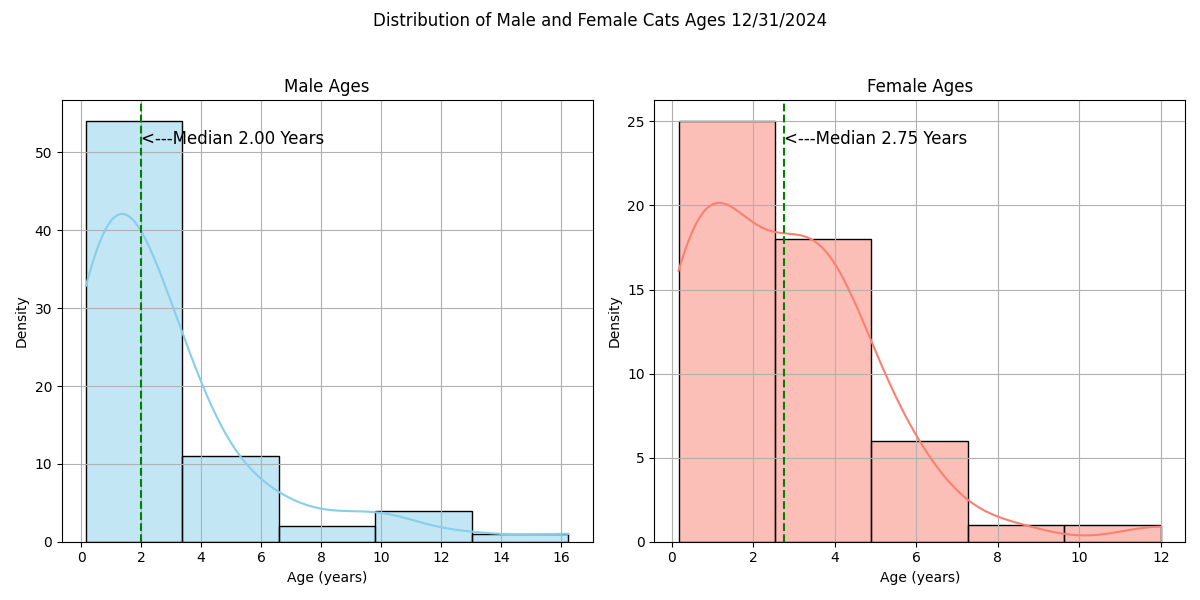 Distribution of Male and Female Cats Ages 12/31/2024
Male Ages
<---Median 2.00 Years
Density
50
40
30
20
10
0
0 2 4 6 8 10 12 14 16
Age (years)
Female Ages
<---Median 2.75 Years
Density
25
20
15
10
5
0
0 2 4 6 8 10 12
Age (years)